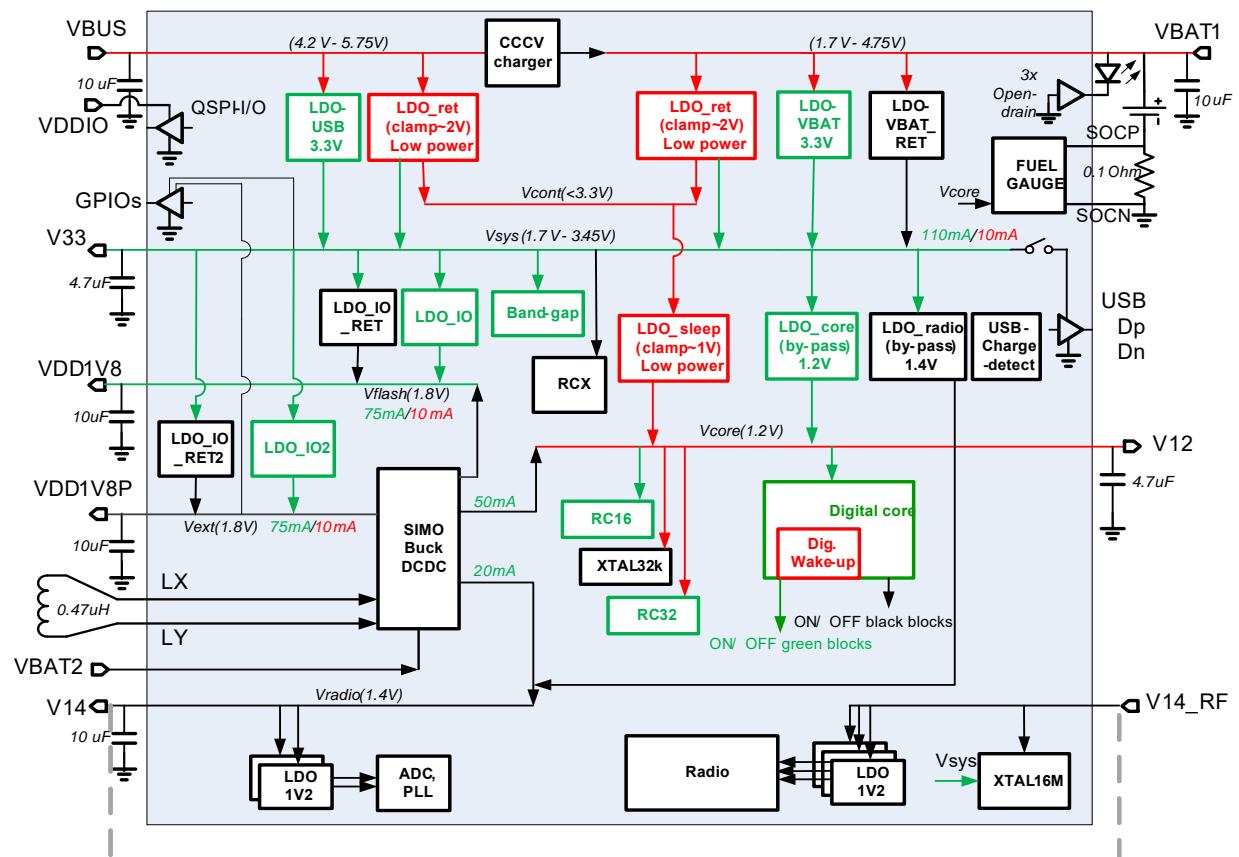 VBUS
(4.2 V - 5.75V)
CCCV
charger
(1.7 V - 4.75V)
VBAT1
10 uF
QSPI-I/O
VDDIO
LDO-
USB
3.3V
LDO_ret
(clamp~2V)
Low power
LDO_ret
(clamp~2V)
Low power
LDO-
VBAT
3.3V
LDO-
VBAT_
RET
3x
Open-
drain
10uF
+
SOCP
FUEL
GAUGE
0.1 Ohm
SOCN
Vcore
GPIOs
Vcont(<3.3V)
V33
Vsys (1.7 V - 3.45V)
110mA/10mA
4.7uF
LDO_IO
_RET
LDO_IO
Band-gap
RCX
LDO_sleep
(clamp~1V)
Low power
LDO_core
(by-pass)
1.2V
LDO_radio
(by-pass)
1.4V
USB-
Charge
-detect
USB
Dp
Dn
VDD1V8
Vflash(1.8V)
75mA/10 mA
10uF
LDO_IO
_RET2
LDO_IO2
Vcore(1.2V)
V12
4.7uF
VDD1V8P
Vext(1.8V)
75mA/10 mA
10uF
SIMO
Buck
DCDC
50mA
20mA
RC16
XTAL32k
RC32
Digital core
Dig.
Wake-up
ON/ OFF black blocks
ON/ OFF green blocks
LX
0.47uH
LY
VBAT2
V14
Vradio(1.4V)
V14_RF
10 uF
LDO
1V2
ADC,
PLL
Radio
LDO
1V2
Vsys
XTAL16M